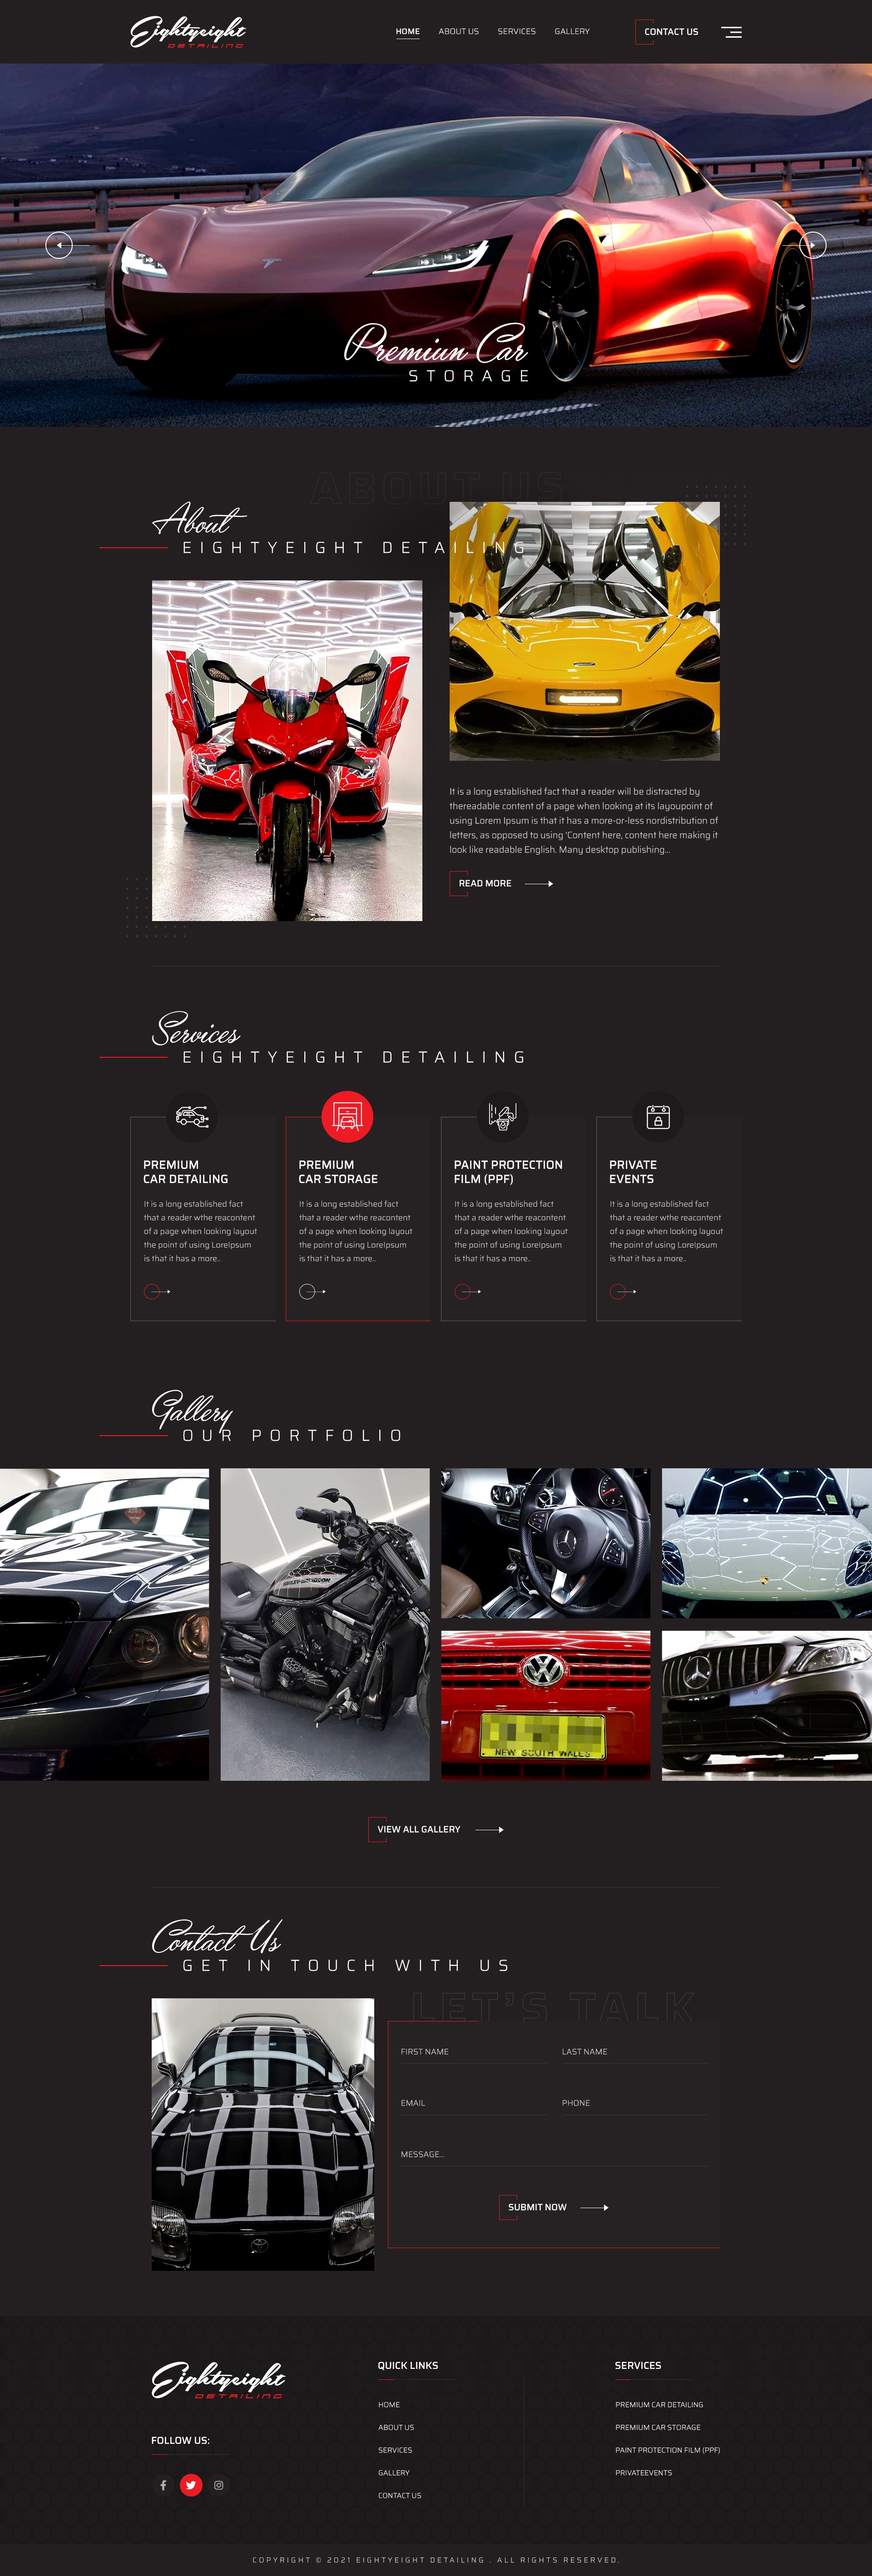 Eightyeight
DETAILING
HOME
ABOUT US
SERVICES
GALLERY
CONTACT US
Premiun Car
STORAGE
ABOUT US
About
EIGHTYEIGHT DETAILING
It is a long established fact that a reader will be distracted by
thereadable content of a page when looking at its layoupoint of
using Lorem Ipsum is that it has a more-or-less nordistribution of
letters, as opposed to using 'Content here, content here making it
look like readable English. Many desktop publishing...
READ MORE
Services
EIGHTYEIGHT DETAILING
PREMIUM
CAR DETAILING
It is a long established fact
that a reader wthe reacontent
of a page when looking layout
the point of using LoreIpsum
is that it has a more..
PREMIUM
CAR STORAGE
It is a long established fact
that a reader wthe reacontent
of a page when looking layout
the point of using LoreIpsum
is that it has a more..
PAINT PROTECTION
FILM (PPF)
It is a long established fact
that a reader wthe reacontent
of a page when looking layout
the point of using LoreIpsum
is that it has a more..
PRIVATE
EVENTS
It is a long established fact
that a reader wthe reacontent
of a page when looking layout
the point of using LoreIpsum
is that it has a more..
Gallery
OUR PORTFOLIO
HARLEY-DAVIDSON
NEW SOUTH WALES
VIEW ALL GALLERY
Contact Us
GET IN TOUCH WITH US
LET'S TALK
FIRST NAME
LAST NAME
EMAIL
PHONE
MESSAGE...
SUBMIT NOW
Eightyeight
DETAILING
FOLLOW US:
QUICK LINKS
HOME
ABOUT US
SERVICES
GALLERY
CONTACT US
SERVICES
PREMIUM CAR DETAILING
PREMIUM CAR STORAGE
PAINT PROTECTION FILM (PPF)
PRIVATEEVENTS
COPYRIGHT © 2021 EIGHTYEIGHT DETAILING . ALL RIGHTS RESERVED.